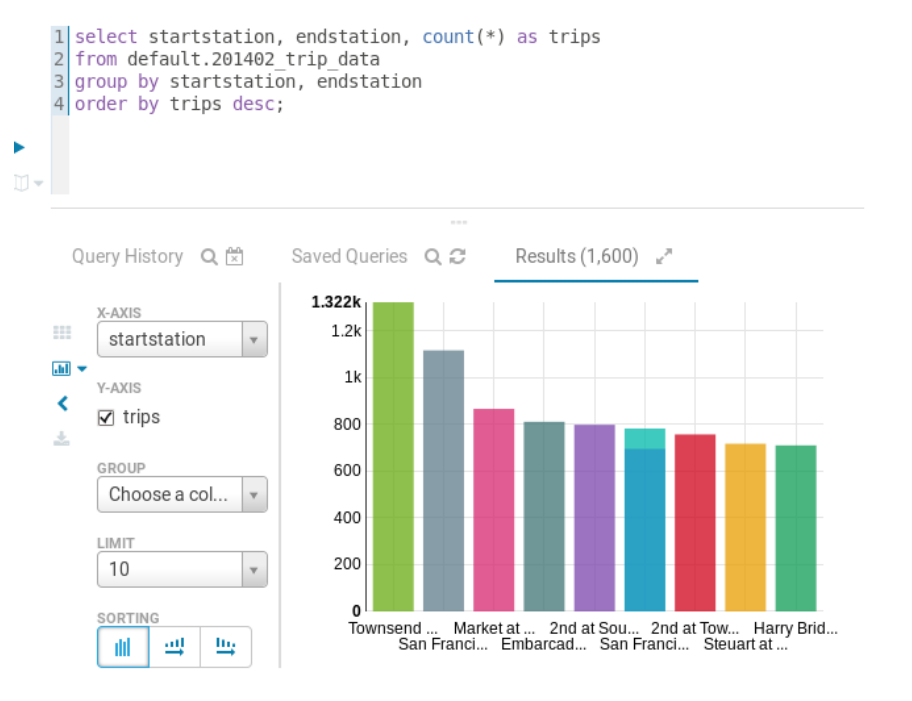 1 select startstation, endstation, count(*) as trips
2 from default.201402_trip_data
3 group by startstation, endstation
4 order by trips desc;
Query History
Saved Queries
Results (1,600)
X-AXIS
startstation
Y-AXIS
trips
GROUP
Choose a col...
LIMIT
10
SORTING
1.322k
1.2k
1k
800
600
400
200
0
Townsend ...
San Franci...
Market at ...
Embarcad...
2nd at Sou...
San Franci...
2nd at Tow...
Steuart at ...
Harry Brid...